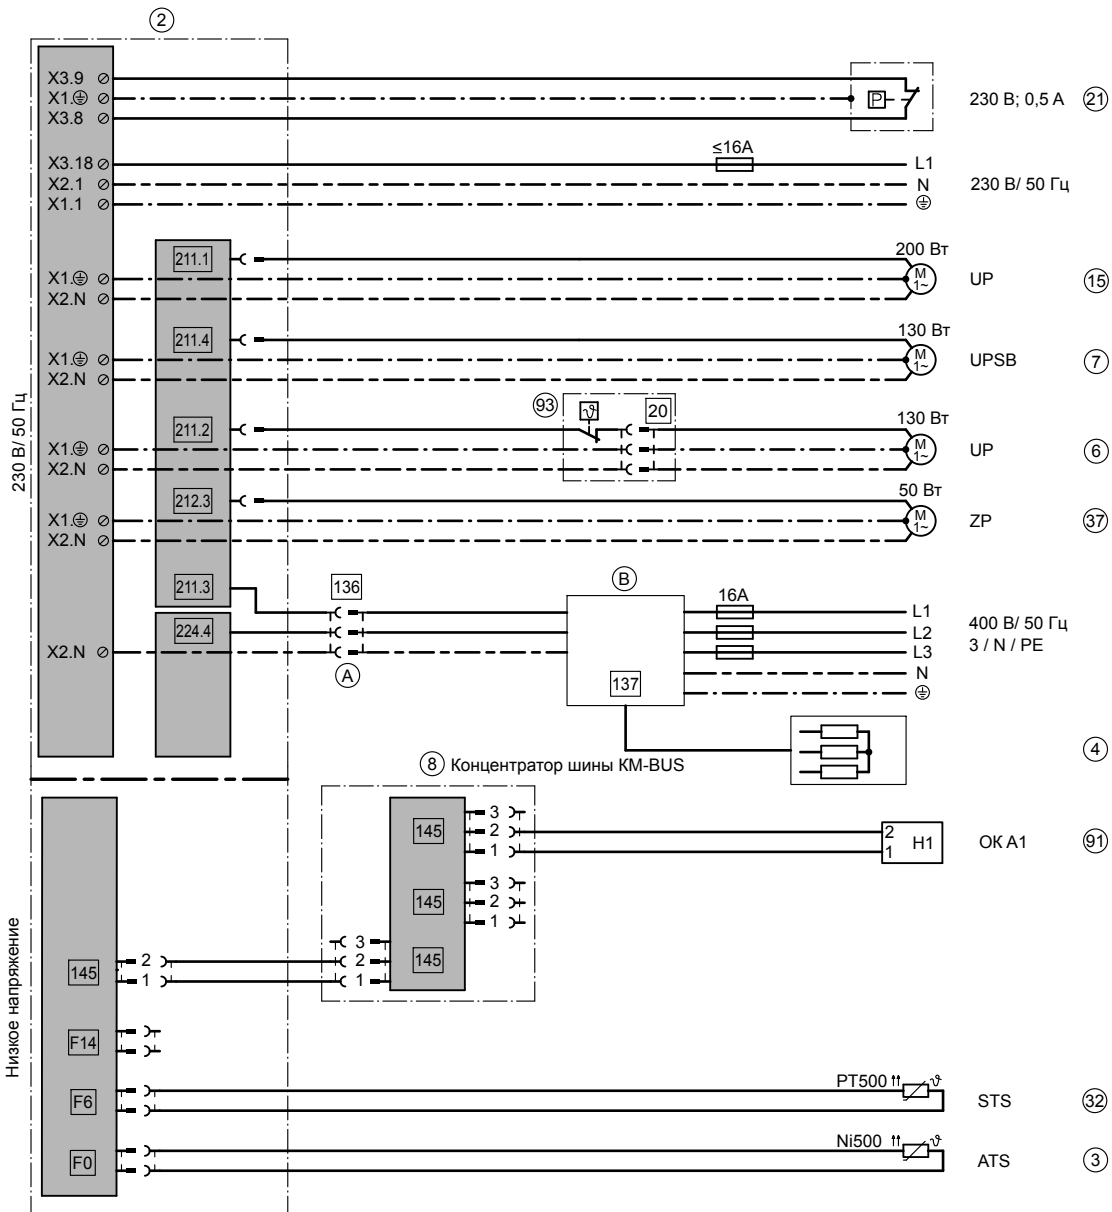 2
X3.9
X1.
X3.8
P
230 В; 0,5 А 21
X3.18
X2.1
X1.1
≤16A
L1
N
230 В/ 50 Гц
230 В/ 50 Гц
211.1
200 Вт
X1.
X2.N
M
1~
UP 15
211.4
130 Вт
X1.
X2.N
M
1~
UPSB 7
93
ϑ
20
211.2
130 Вт
X1.
X2.N
M
1~
UP 6
212.3
50 Вт
X1.
X2.N
M
1~
ZP 37
211.3
136
B
16A
L1
L2
L3
N
400 В/ 50 Гц
3 / N / PE
224.4
X2.N
A
137
4
8 Концентратор шины KM-BUS
Низкое напряжение
145
3
2
1
2
1
H1
ОК А1 91
145
3
2
1
145
3
2
1
145
2
1
F14
F6
PT500 ϑ
STS 32
F0
Ni500 ϑ
ATS 3